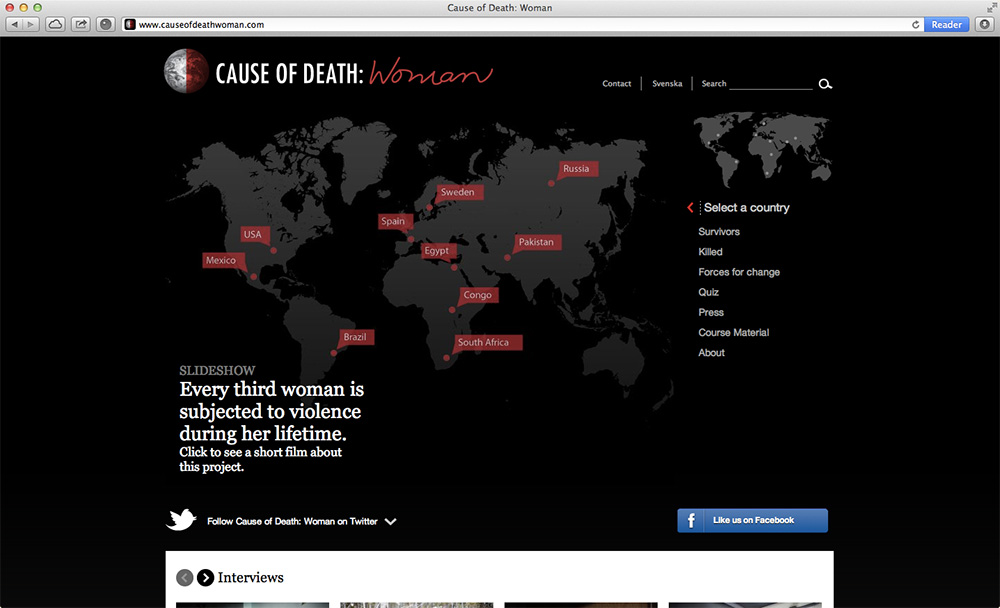 Cause of Death: Woman
www.causeofdeathwoman.com
Reader
CAUSE OF DEATH: Woman
Contact
Svenska
Search
Russia
Sweden
Spain
USA
Egypt
Pakistan
Mexico
Congo
Brazil
South Africa
Select a country
Survivors
Killed
Forces for change
Quiz
Press
Course Material
About
SLIDESHOW
Every third woman is
subjected to violence
during her lifetime.
Click to see a short film about
this project.
Follow Cause of Death: Woman on Twitter
f
Like us on Facebook
Interviews